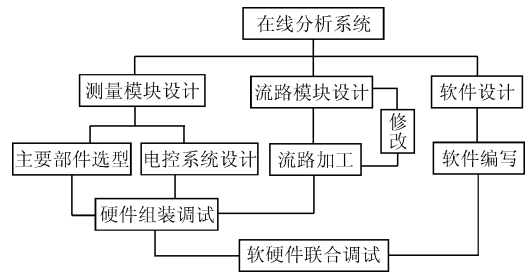 在线分析系统
测量模块设计
流路模块设计
软件设计
修改
主要部件选型
电控系统设计
流路加工
软件编写
硬件组装调试
软硬件联合调试